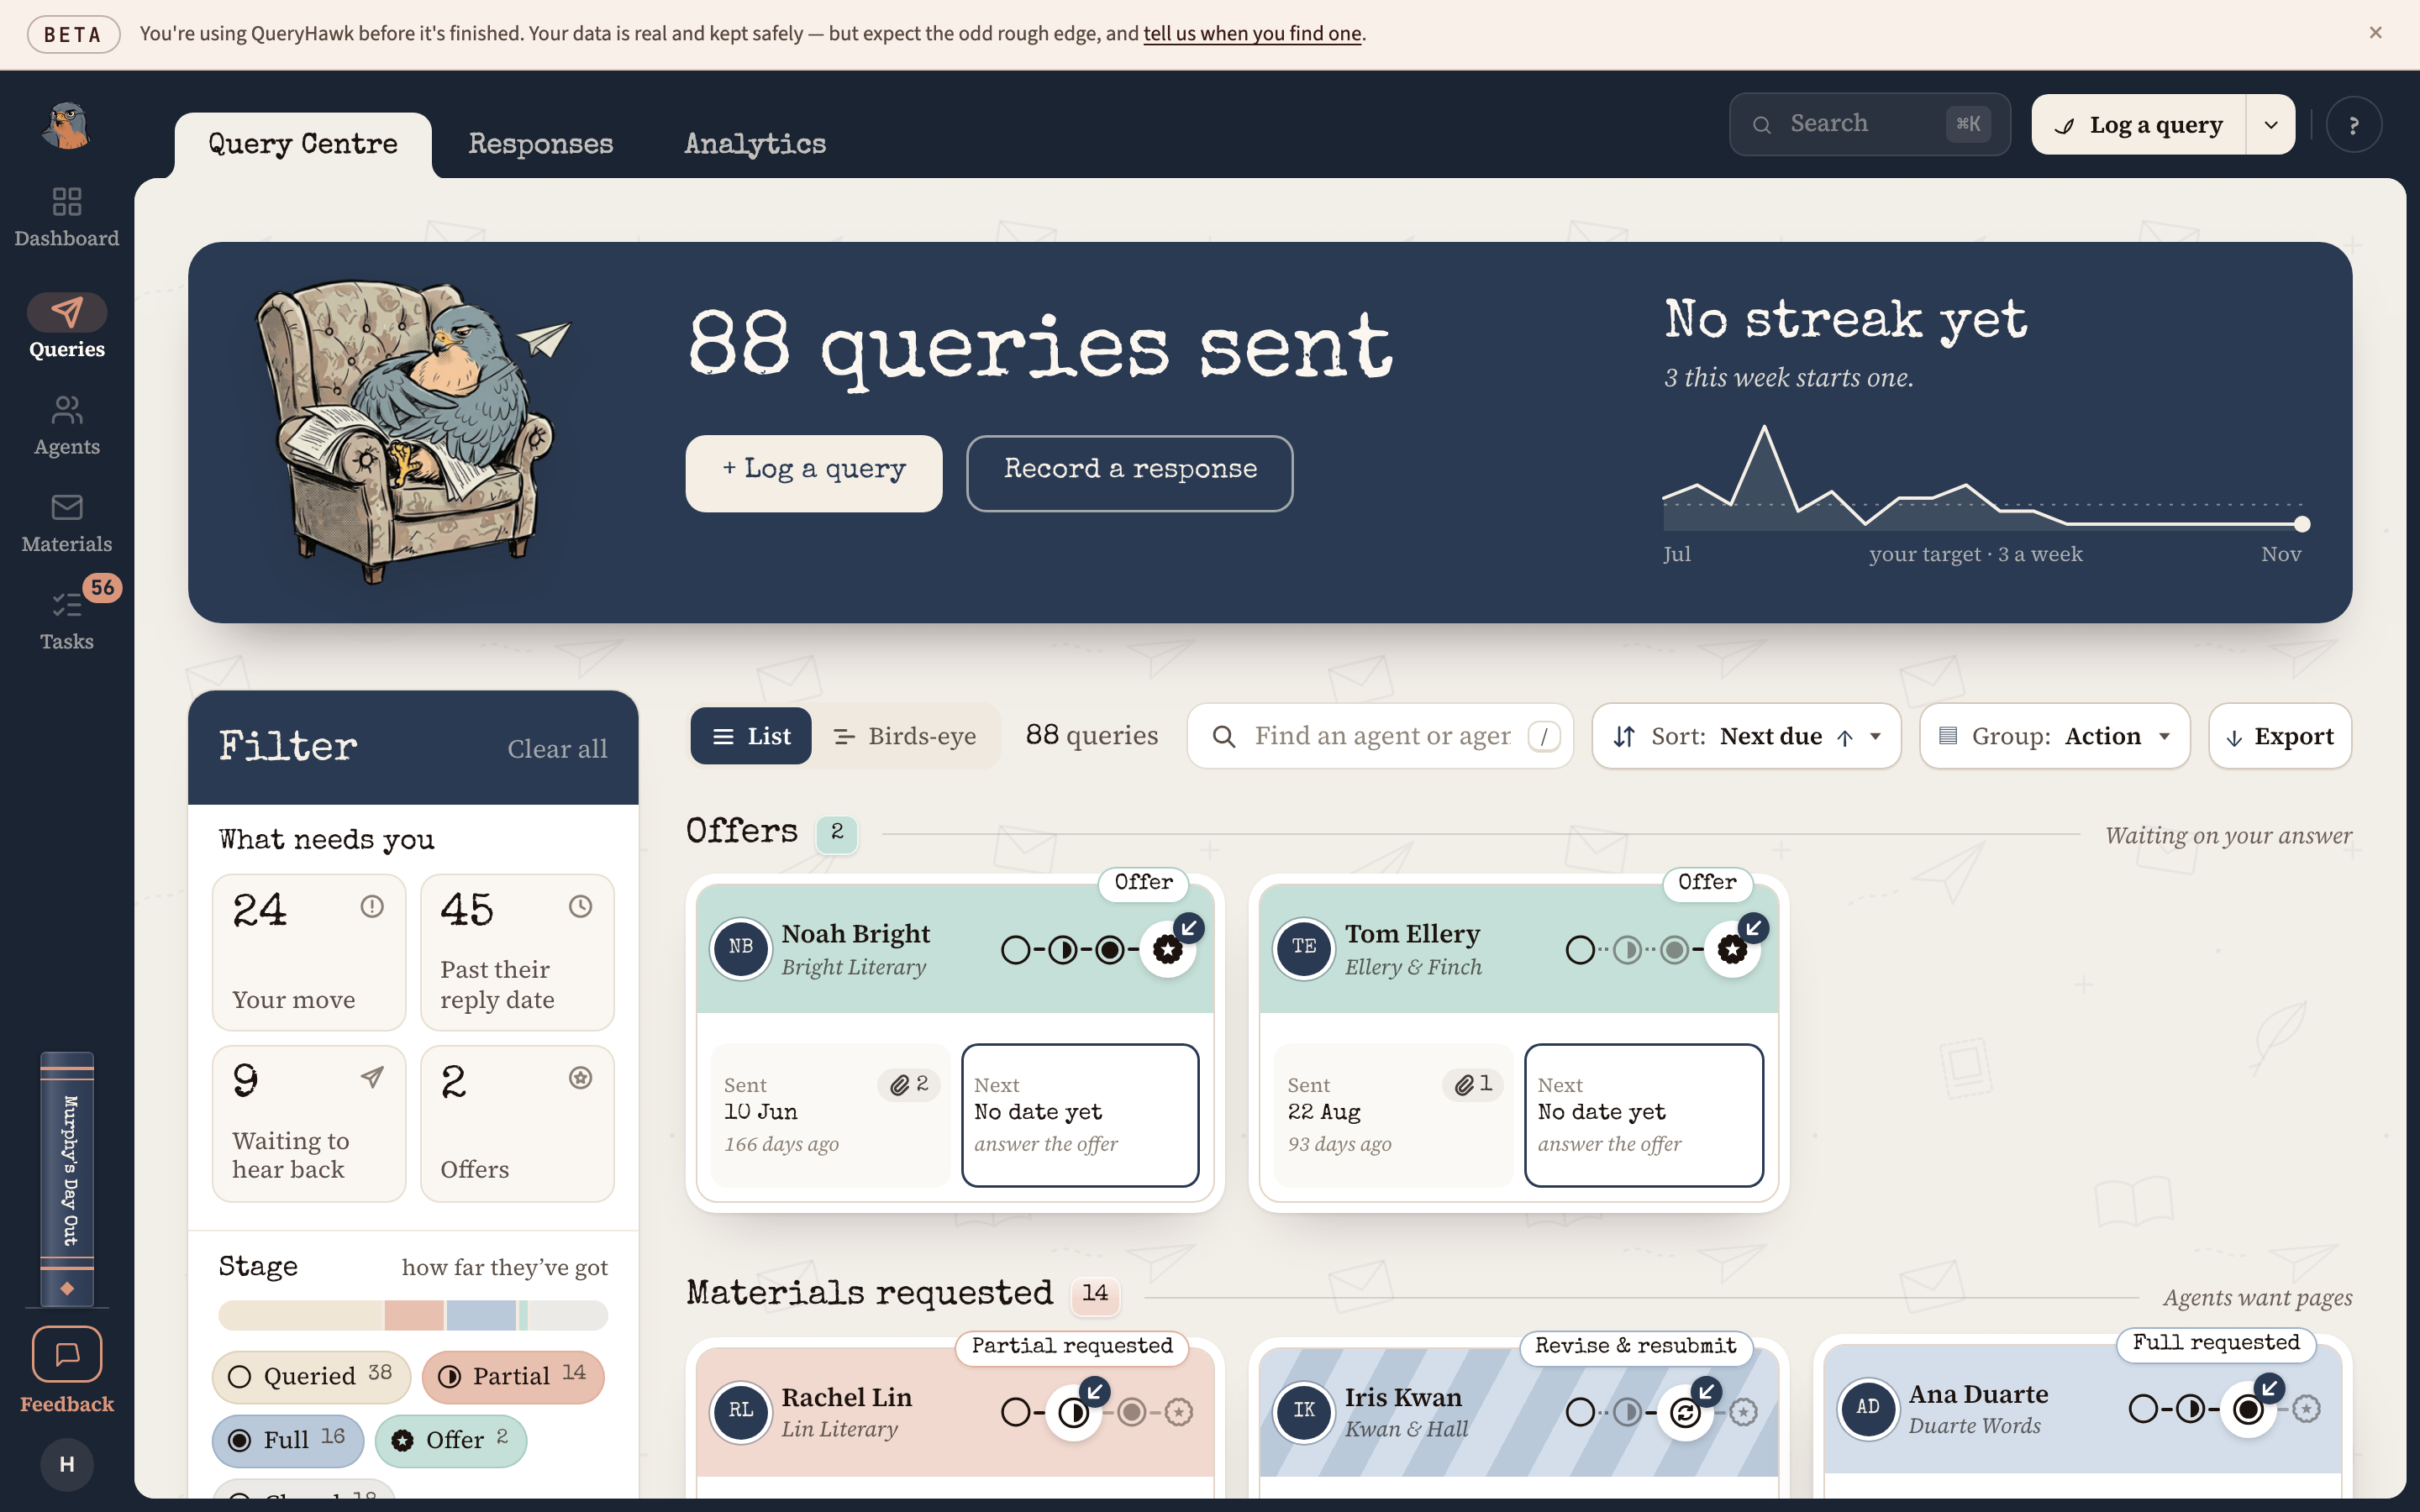 BETA You're using QueryHawk before it's finished. Your data is real and kept safely — but expect the odd rough edge, and tell us when you find one. ×
Query Centre Responses Analytics
Search ⌘K
Log a query
?
Dashboard
Queries
Agents
Materials
56
Tasks
Murphy's Day Out
Feedback
H
88 queries sent
+ Log a query
Record a response
No streak yet
3 this week starts one.
Jul your target · 3 a week Nov
Filter Clear all
What needs you
24
Your move
45
Past their
reply date
9
Waiting to
hear back
2
Offers
Stage how far they've got
Queried 38
Partial 14
Full 16
Offer 2
List Birds-eye 88 queries
Find an agent or ager /
Sort: Next due ↑
Group: Action
↓ Export
Offers 2 Waiting on your answer
Offer
NB Noah Bright
Bright Literary
Sent 2
10 Jun
166 days ago
Next
No date yet
answer the offer
Offer
TE Tom Ellery
Ellery & Finch
Sent 1
22 Aug
93 days ago
Next
No date yet
answer the offer
Materials requested 14 Agents want pages
Partial requested
RL Rachel Lin
Lin Literary
Revise & resubmit
IK Iris Kwan
Kwan & Hall
Full requested
AD Ana Duarte
Duarte Words